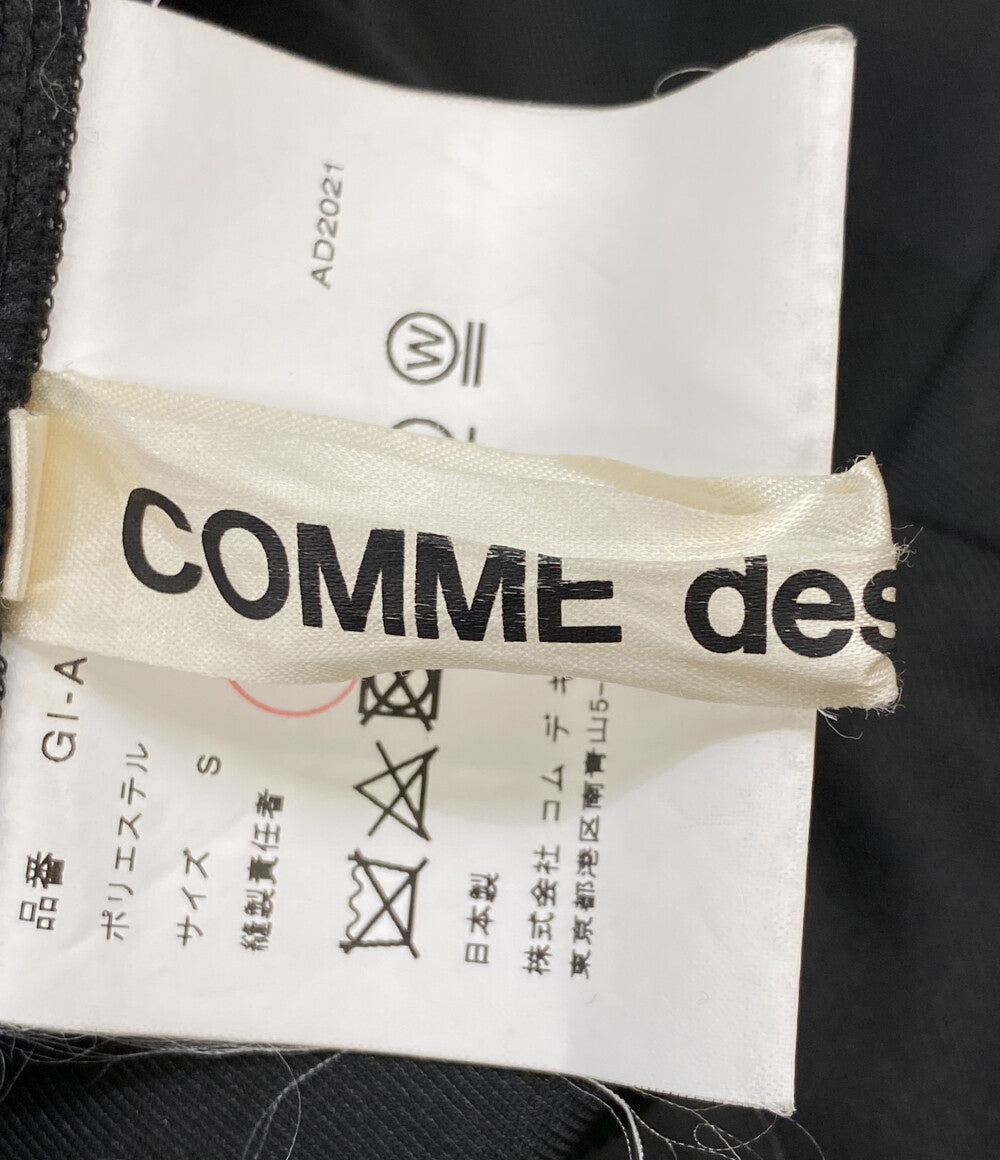 COMME des
品番 GI-A
ポリエステル
サイズ S
縫製責任者
AD2021
W
日本製
株式会社 コム デ ギ
東京都港区南青山5-